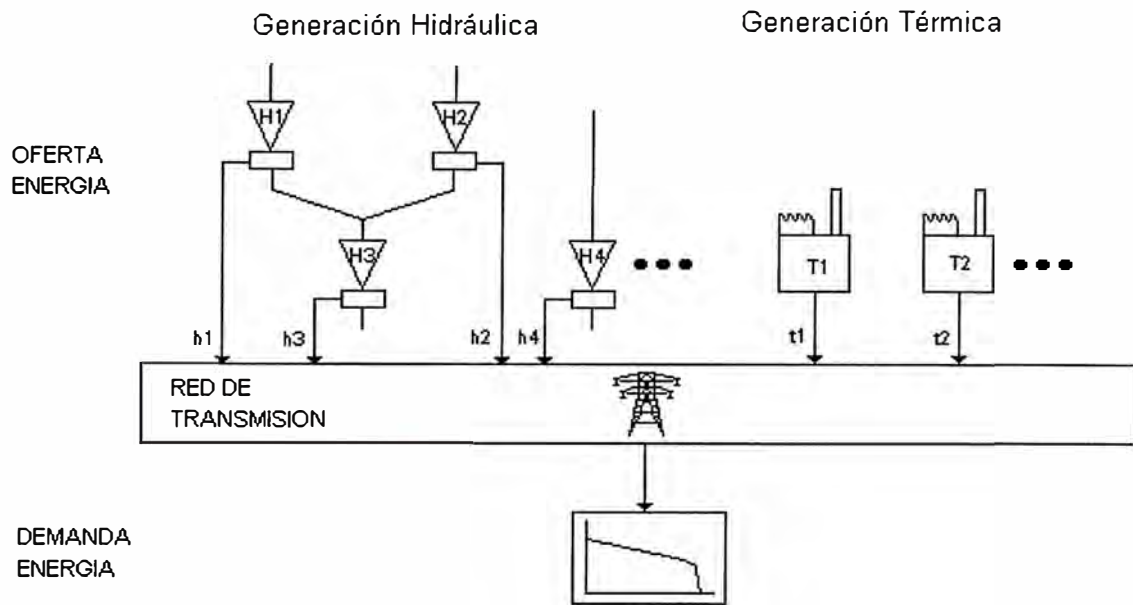 Generación Hidráulica
Generación Térmica
H1
H2
OFERTA
ENERGIA
H3
H4
T1
T2
h1
h3
h2
h4
t1
t2
RED DE
TRANSMISION
DEMANDA
ENERGIA